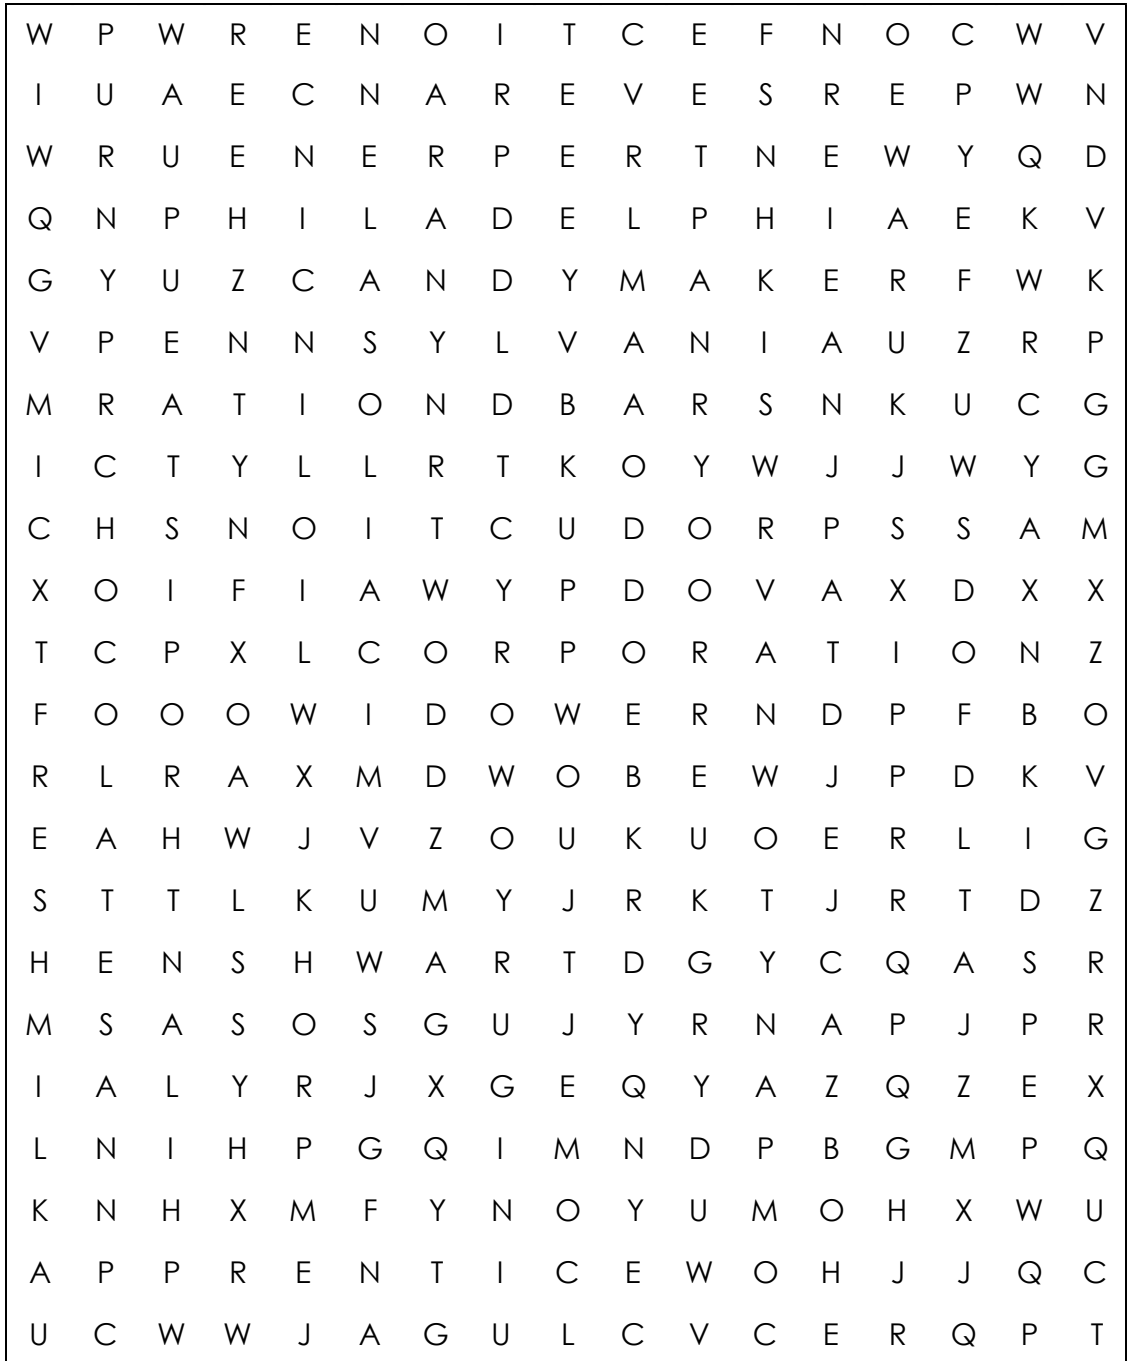 W P W R E N O I T C E F N O C W V
I U A E C N A R E V E S R E P W N
W R U E N E R P E R T N E W Y Q D
Q N P H I L A D E L P H I A E K V
G Y U Z C A N D Y M A K E R F W K
V P E N N S Y L V A N I A U Z R P
M R A T I O N D B A R S N K U C G
I C T Y L L R T K O Y W J J W Y G
C H S N O I T C U D O R P S S A M
X O I F I A W Y P D O V A X D X X
T C P X L C O R P O R A T I O N Z
F O O O W I D O W E R N D P F B O
R L R A X M D W O B E W J P D K V
E A H W J V Z O U K U O E R L I G
S T T L K U M Y J R K T J R T D Z
H E N S H W A R T D G Y C Q A S R
M S A S O S G U J Y R N A P J P R
I A L Y R J X G E Q Y A Z Q Z E X
L N I H P G Q I M N D P B G M P Q
K N H X M F Y N O Y U M O H X W U
A P P R E N T I C E W O H J J Q C
U C W W J A G U L C V C E R Q P T